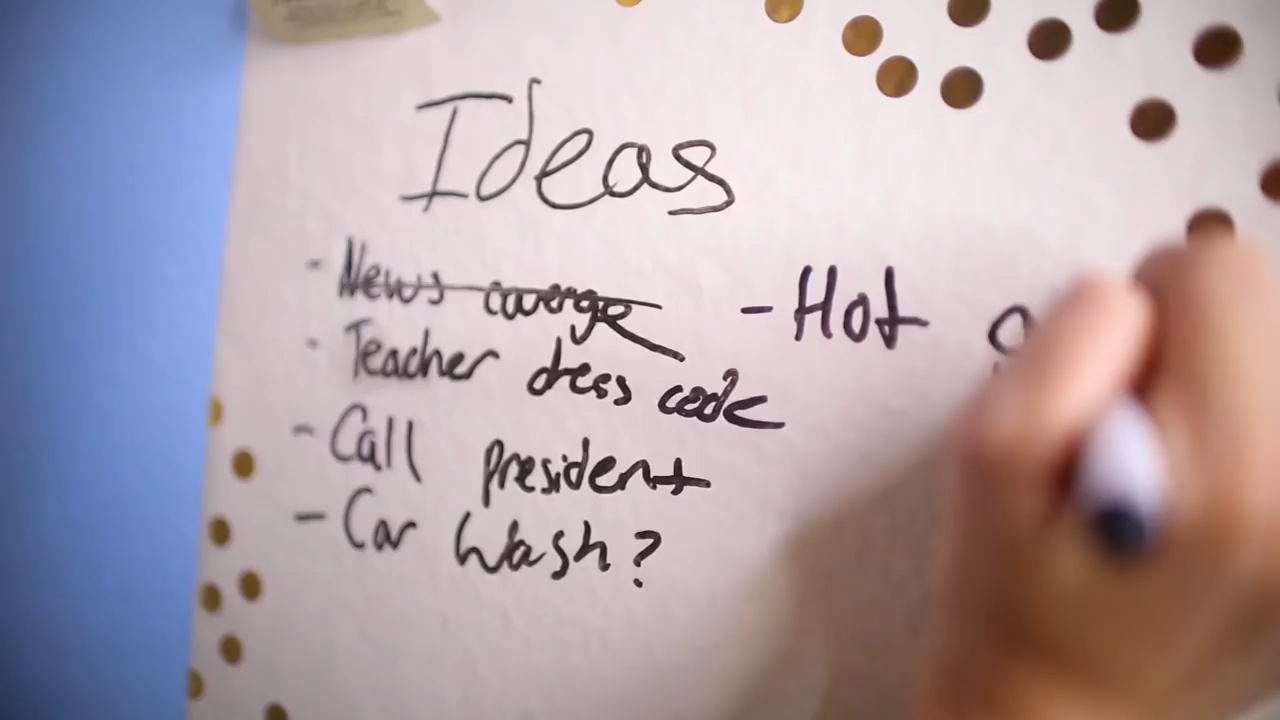 Ideas
- News coverge
- Teacher dress code
- Call president
- Car Wash?
- Hot